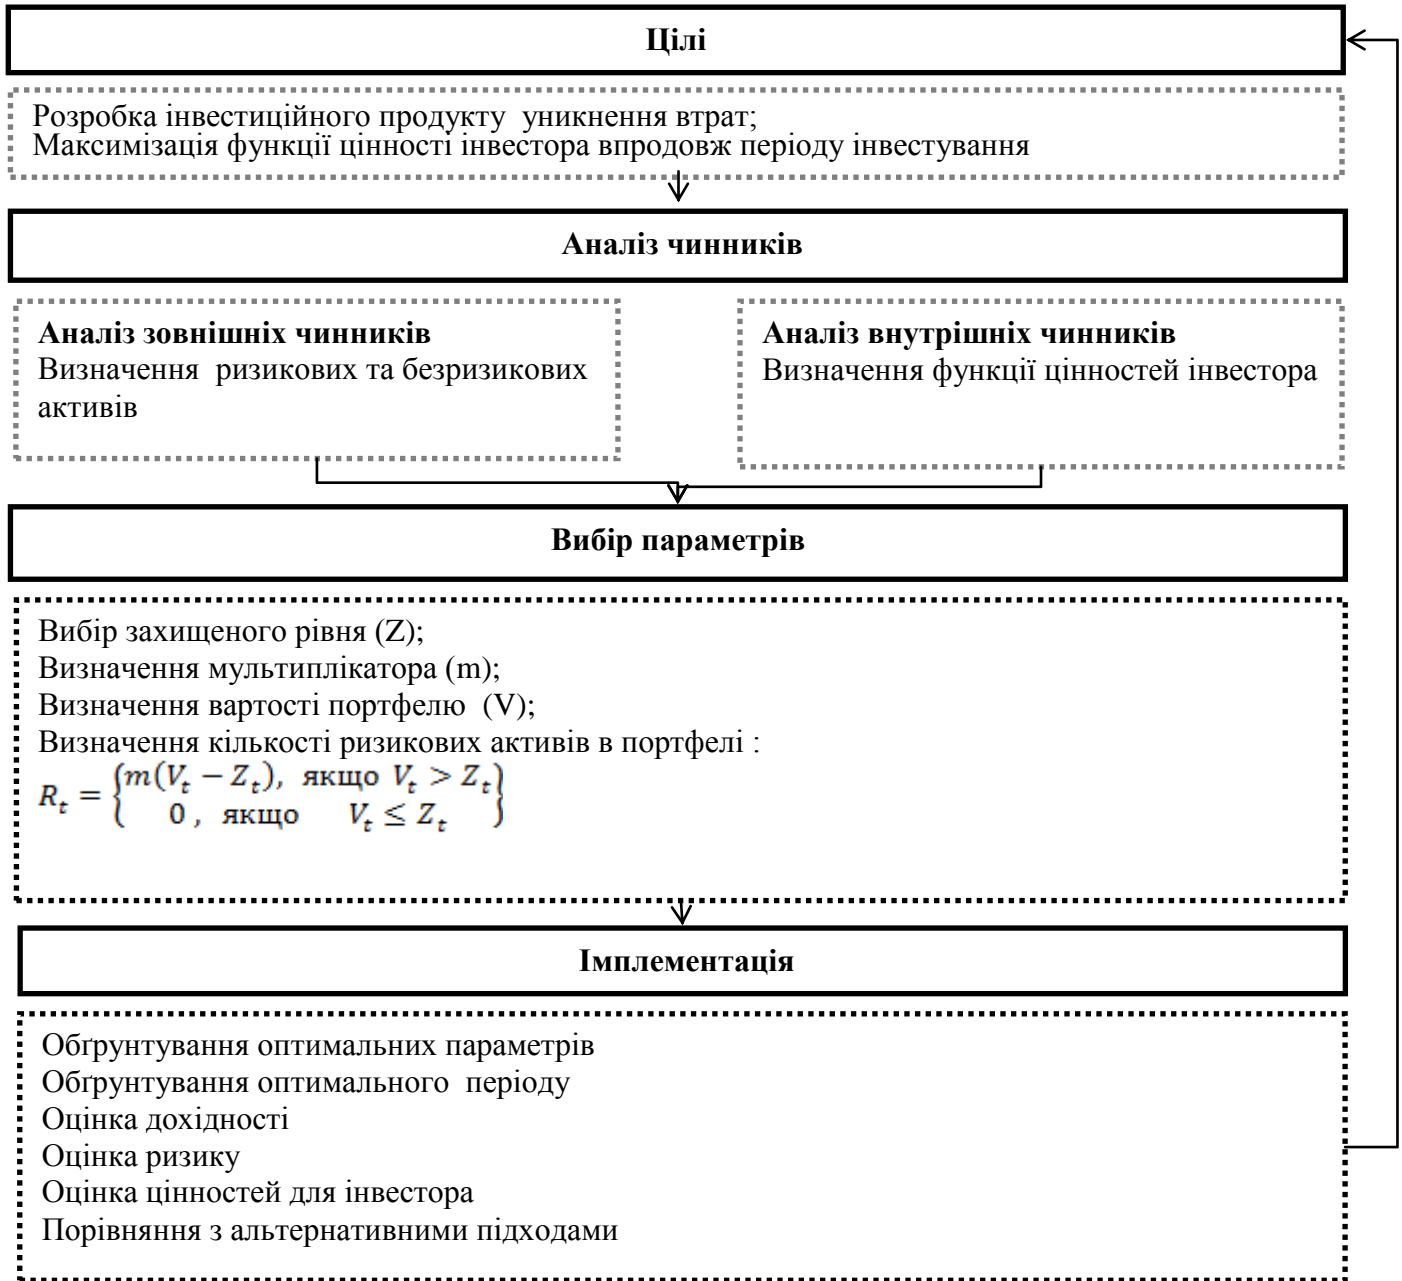 Цілі
Розробка інвестиційного продукту уникнення втрат;
Максимізація функції цінності інвестора впродовж періоду інвестування
Аналіз чинників
Аналіз зовнішніх чинників
Визначення ризикових та безризикових
активів
Аналіз внутрішніх чинників
Визначення функції цінностей інвестора
Вибір параметрів
Вибір захищеного рівня (Z);
Визначення мультиплікатора (m);
Визначення вартості портфелю (V);
Визначення кількості ризикових активів в портфелі :
R_t = {m(V_t − Z_t), якщо V_t > Z_t
0 , якщо V_t ≤ Z_t}
Імплементація
Обґрунтування оптимальних параметрів
Обґрунтування оптимального періоду
Оцінка дохідності
Оцінка ризику
Оцінка цінностей для інвестора
Порівняння з альтернативними підходами